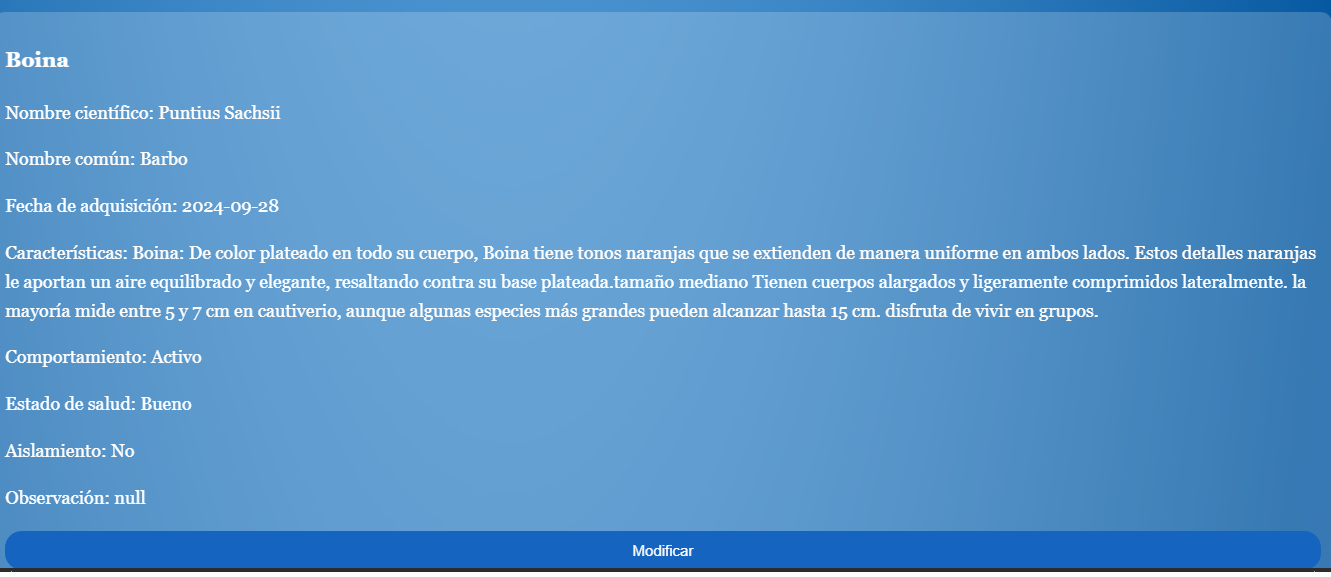 Boina
Nombre científico: Puntius Sachsii
Nombre común: Barbo
Fecha de adquisición: 2024-09-28
Características: Boina: De color plateado en todo su cuerpo, Boina tiene tonos naranjas que se extienden de manera uniforme en ambos lados. Estos detalles naranjas
le aportan un aire equilibrado y elegante, resaltando contra su base plateada.tamaño mediano Tienen cuerpos alargados y ligeramente comprimidos lateralmente. la
mayoría mide entre 5 y 7 cm en cautiverio, aunque algunas especies más grandes pueden alcanzar hasta 15 cm. disfruta de vivir en grupos.
Comportamiento: Activo
Estado de salud: Bueno
Aislamiento: No
Observación: null
Modificar